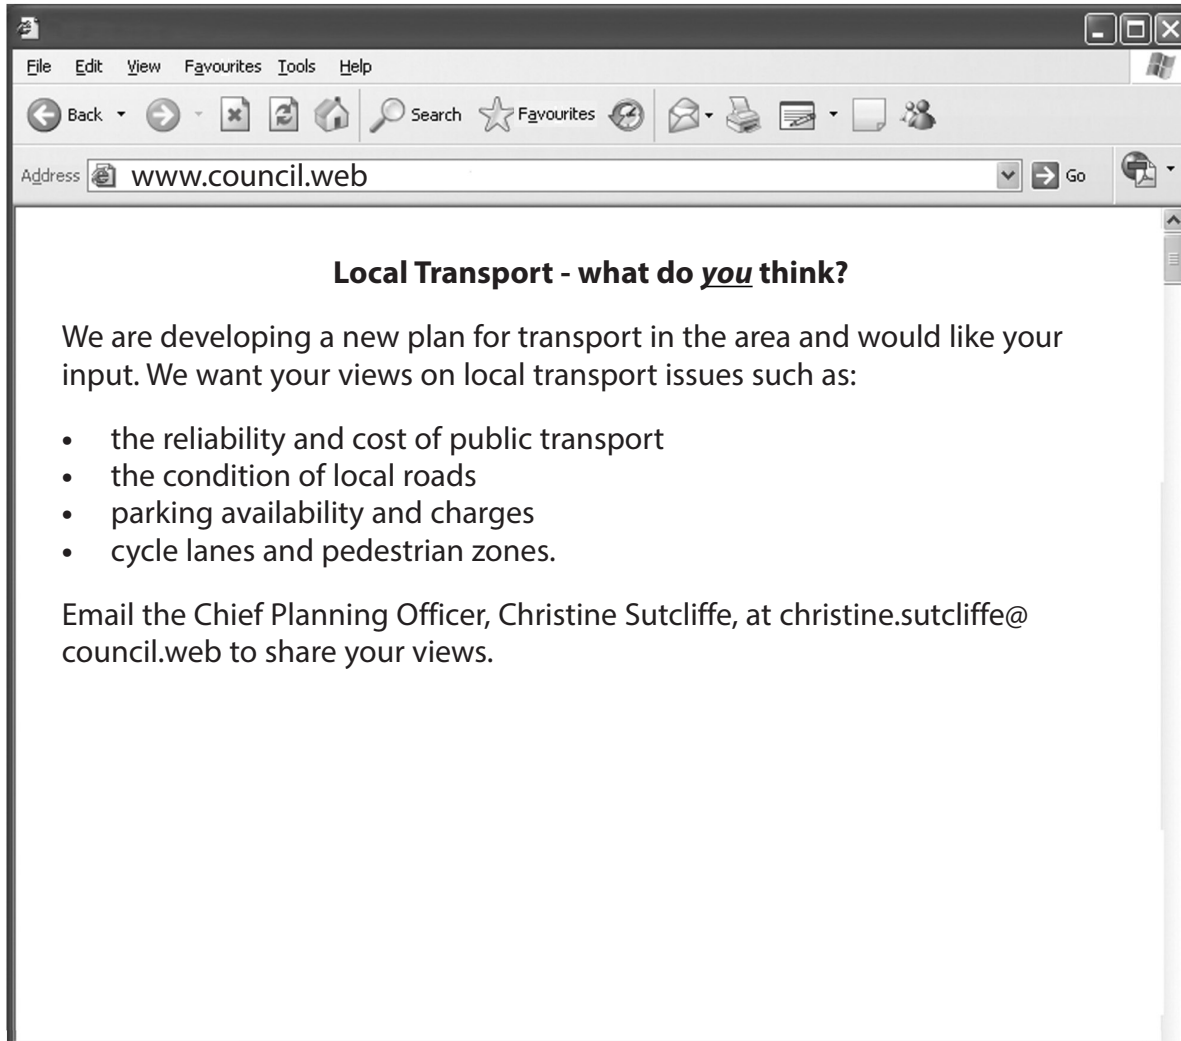 File Edit View Favourites Tools Help
Back Search Favourites
Address www.council.web Go
Local Transport - what do you think?
We are developing a new plan for transport in the area and would like your
input. We want your views on local transport issues such as:
• the reliability and cost of public transport
• the condition of local roads
• parking availability and charges
• cycle lanes and pedestrian zones.
Email the Chief Planning Officer, Christine Sutcliffe, at christine.sutcliffe@
council.web to share your views.